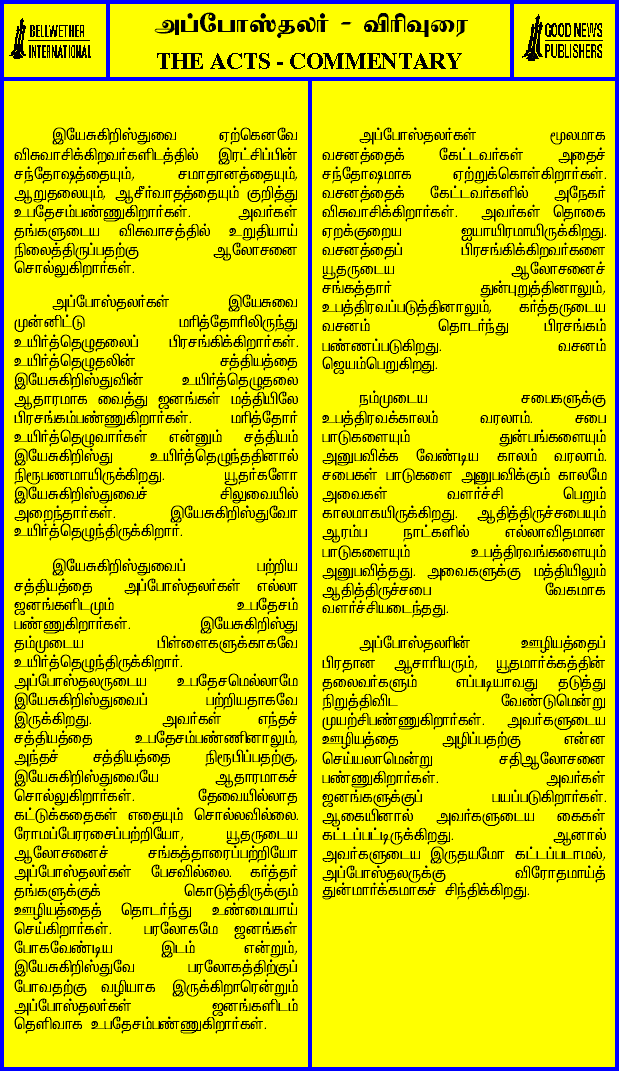 BELLWETHER
INTERNATIONAL
அப்போஸ்தலர் - விரிவுரை
THE ACTS - COMMENTARY
GOOD NEWS
PUBLISHERS
இயேசுகிறிஸ்துவை ஏற்கெனவே
விசுவாசிக்கிறவர்களிடத்தில் இரட்சிப்பின்
சந்தோஷத்தையும், சமாதானத்தையும்,
ஆறுதலையும், ஆசீர்வாதத்தையும் குறித்து
உபதேசம்பண்ணுகிறார்கள். அவர்கள்
தங்களுடைய விசுவாசத்தில் உறுதியாய்
நிலைத்திருப்பதற்கு ஆலோசனை
சொல்லுகிறார்கள்.
அப்போஸ்தலர்கள் இயேசுவை
முன்னிட்டு மரித்தோரிலிருந்து
உயிர்த்தெழுதலைப் பிரசங்கிக்கிறார்கள்.
உயிர்த்தெழுதலின் சத்தியத்தை
இயேசுகிறிஸ்துவின் உயிர்த்தெழுதலை
ஆதாரமாக வைத்து ஜனங்கள் மத்தியிலே
பிரசங்கம்பண்ணுகிறார்கள். மரித்தோர்
உயிர்த்தெழுவார்கள் என்னும் சத்தியம்
இயேசுகிறிஸ்து உயிர்த்தெழுந்ததினால்
நிரூபணமாயிருக்கிறது. யூதர்களோ
இயேசுகிறிஸ்துவைச் சிலுவையில்
அறைந்தார்கள். இயேசுகிறிஸ்துவோ
உயிர்த்தெழுந்திருக்கிறார்.
இயேசுகிறிஸ்துவைப் பற்றிய
சத்தியத்தை அப்போஸ்தலர்கள் எல்லா
ஜனங்களிடமும் உபதேசம்
பண்ணுகிறார்கள். இயேசுகிறிஸ்து
தம்முடைய பிள்ளைகளுக்காகவே
உயிர்த்தெழுந்திருக்கிறார்.
அப்போஸ்தலருடைய உபதேசமெல்லாமே
இயேசுகிறிஸ்துவைப் பற்றியதாகவே
இருக்கிறது. அவர்கள் எந்தச்
சத்தியத்தை உபதேசம்பண்ணினாலும்,
அந்தச் சத்தியத்தை நிரூபிப்பதற்கு,
இயேசுகிறிஸ்துவையே ஆதாரமாகச்
சொல்லுகிறார்கள். தேவையில்லாத
கட்டுக்கதைகள் எதையும் சொல்லவில்லை.
ரோமப்பேரரசைப்பற்றியோ, யூதருடைய
ஆலோசனைச் சங்கத்தாரைப்பற்றியோ
அப்போஸ்தலர்கள் பேசவில்லை. கர்த்தர்
தங்களுக்குக் கொடுத்திருக்கும்
ஊழியத்தைத் தொடர்ந்து உண்மையாய்
செய்கிறார்கள். பரலோகமே ஜனங்கள்
போகவேண்டிய இடம் என்றும்,
இயேசுகிறிஸ்துவே பரலோகத்திற்குப்
போவதற்கு வழியாக இருக்கிறாரென்றும்
அப்போஸ்தலர்கள் ஜனங்களிடம்
தெளிவாக உபதேசம்பண்ணுகிறார்கள்.
அப்போஸ்தலர்கள் மூலமாக
வசனத்தைக் கேட்டவர்கள் அதைச்
சந்தோஷமாக ஏற்றுக்கொள்கிறார்கள்.
வசனத்தைக் கேட்டவர்களில் அநேகர்
விசுவாசிக்கிறார்கள். அவர்கள் தொகை
ஏறக்குறைய ஐயாயிரமாயிருக்கிறது.
வசனத்தைப் பிரசங்கிக்கிறவர்களை
யூதருடைய ஆலோசனைச்
சங்கத்தார் துன்புறுத்தினாலும்,
உபத்திரவப்படுத்தினாலும், கர்த்தருடைய
வசனம் தொடர்ந்து பிரசங்கம்
பண்ணப்படுகிறது. வசனம்
ஜெயம்பெறுகிறது.
நம்முடைய சபைகளுக்கு
உபத்திரவக்காலம் வரலாம். சபை
பாடுகளையும் துன்பங்களையும்
அனுபவிக்க வேண்டிய காலம் வரலாம்.
சபைகள் பாடுகளை அனுபவிக்கும் காலமே
அவைகள் வளர்ச்சி பெறும்
காலமாகயிருக்கிறது. ஆதித்திருச்சபையும்
ஆரம்ப நாட்களில் எல்லாவிதமான
பாடுகளையும் உபத்திரவங்களையும்
அனுபவித்தது. அவைகளுக்கு மத்தியிலும்
ஆதித்திருச்சபை வேகமாக
வளர்ச்சியடைந்தது.
அப்போஸ்தலரின் ஊழியத்தைப்
பிரதான ஆசாரியரும், யூதமார்க்கத்தின்
தலைவர்களும் எப்படியாவது தடுத்து
நிறுத்திவிட வேண்டுமென்று
முயற்சிபண்ணுகிறார்கள். அவர்களுடைய
ஊழியத்தை அழிப்பதற்கு என்ன
செய்யலாமென்று சதிஆலோசனை
பண்ணுகிறார்கள். அவர்கள்
ஜனங்களுக்குப் பயப்படுகிறார்கள்.
ஆகையினால் அவர்களுடைய கைகள்
கட்டப்பட்டிருக்கிறது. ஆனால்
அவர்களுடைய இருதயமோ கட்டப்படாமல்,
அப்போஸ்தலருக்கு விரோதமாய்த்
துன்மார்க்கமாகச் சிந்திக்கிறது.